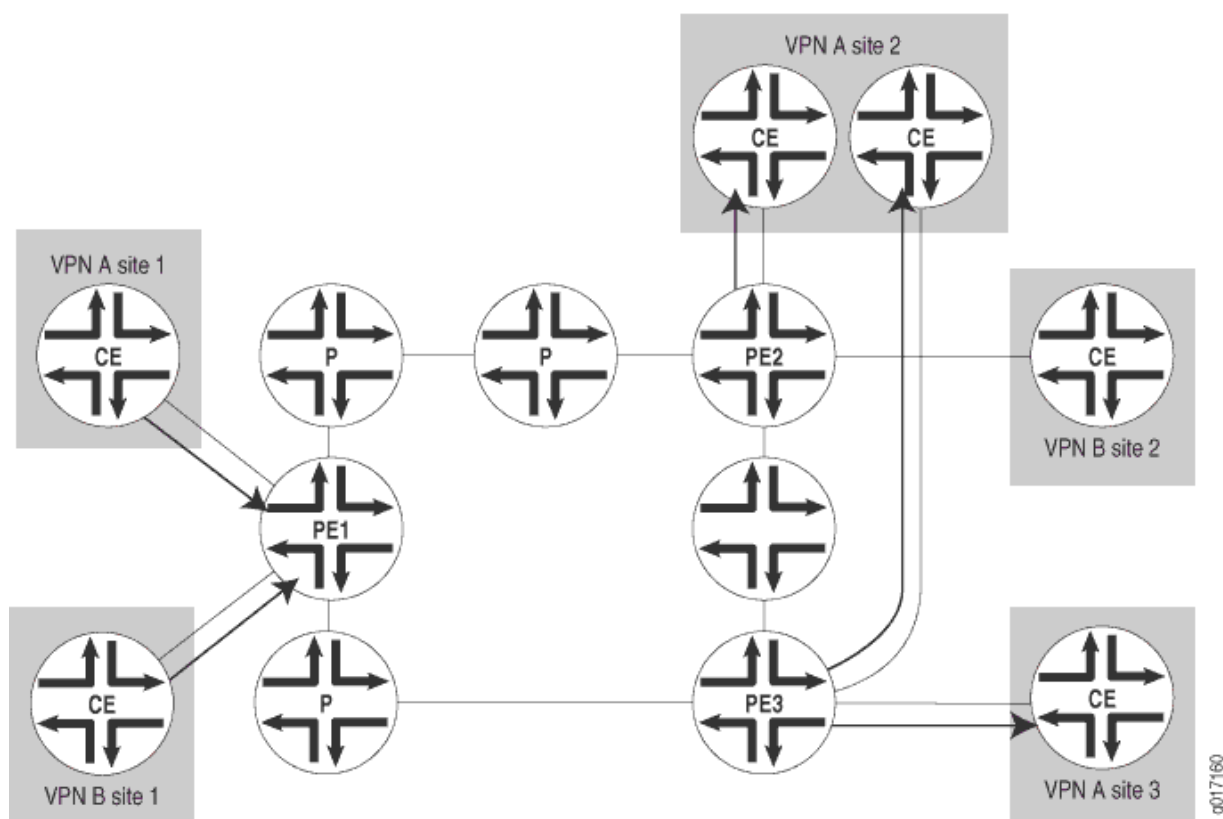 VPN A site 2
CE
CE
VPN A site 1
CE
P
P
PE2
CE
VPN B site 2
PE1
CE
VPN B site 1
P
PE3
CE
VPN A site 3
g017160